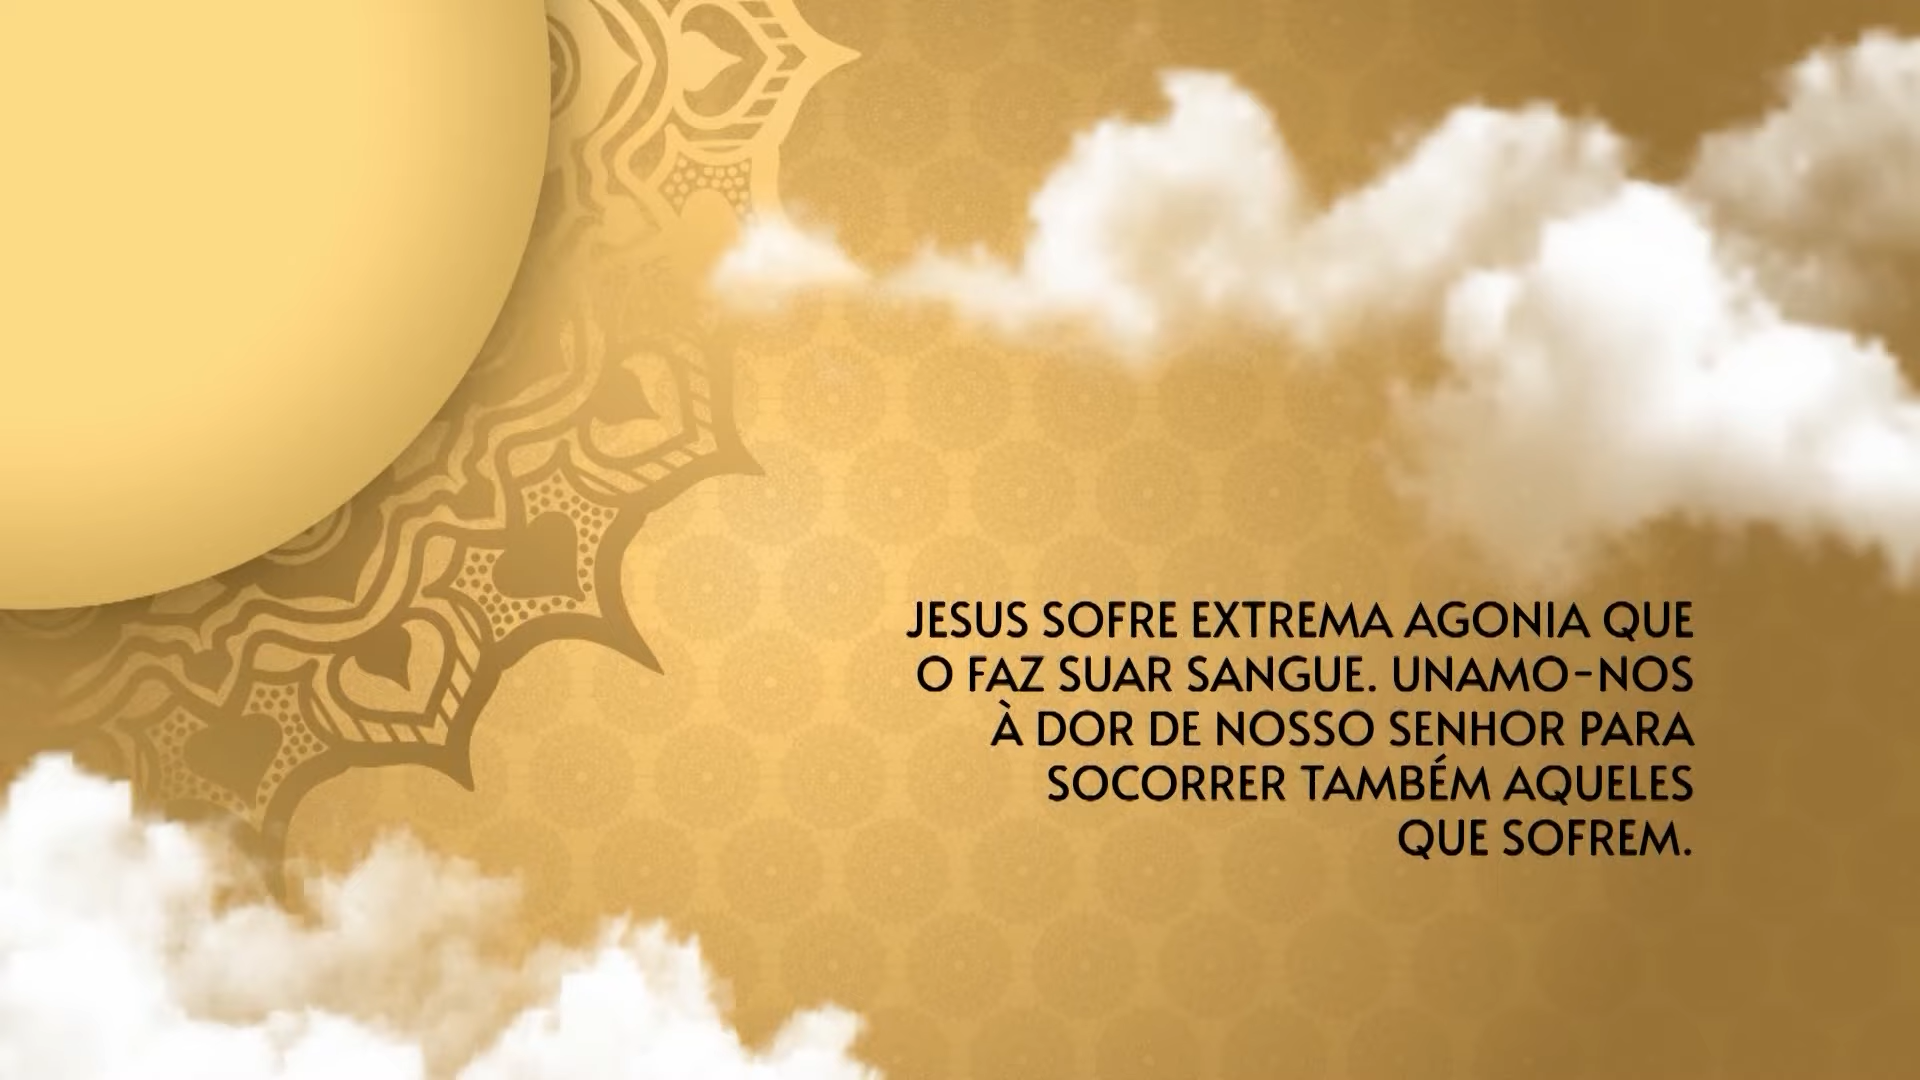 JESUS SOFRE EXTREMA AGONIA QUE
O FAZ SUAR SANGUE. UNAMO-NOS
À DOR DE NOSSO SENHOR PARA
SOCORRER TAMBÉM AQUELES
QUE SOFREM.